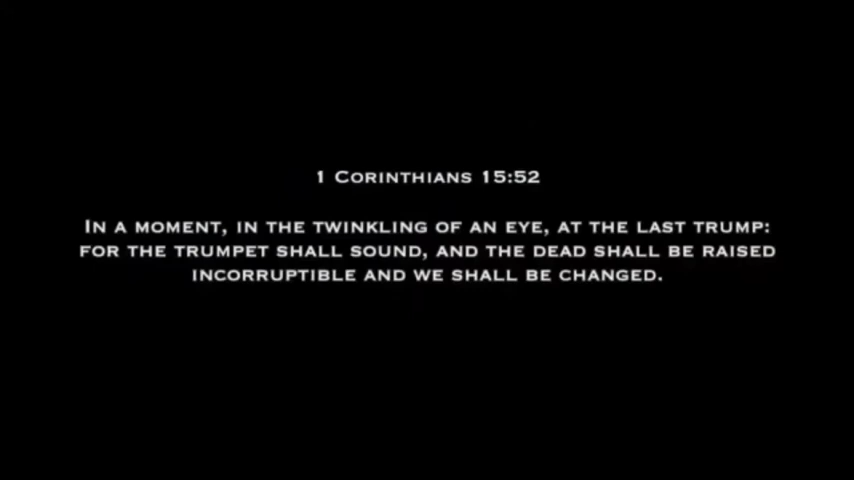 1 Corinthians 15:52
In a moment, in the twinkling of an eye, at the last trump:
for the trumpet shall sound, and the dead shall be raised
incorruptible and we shall be changed.